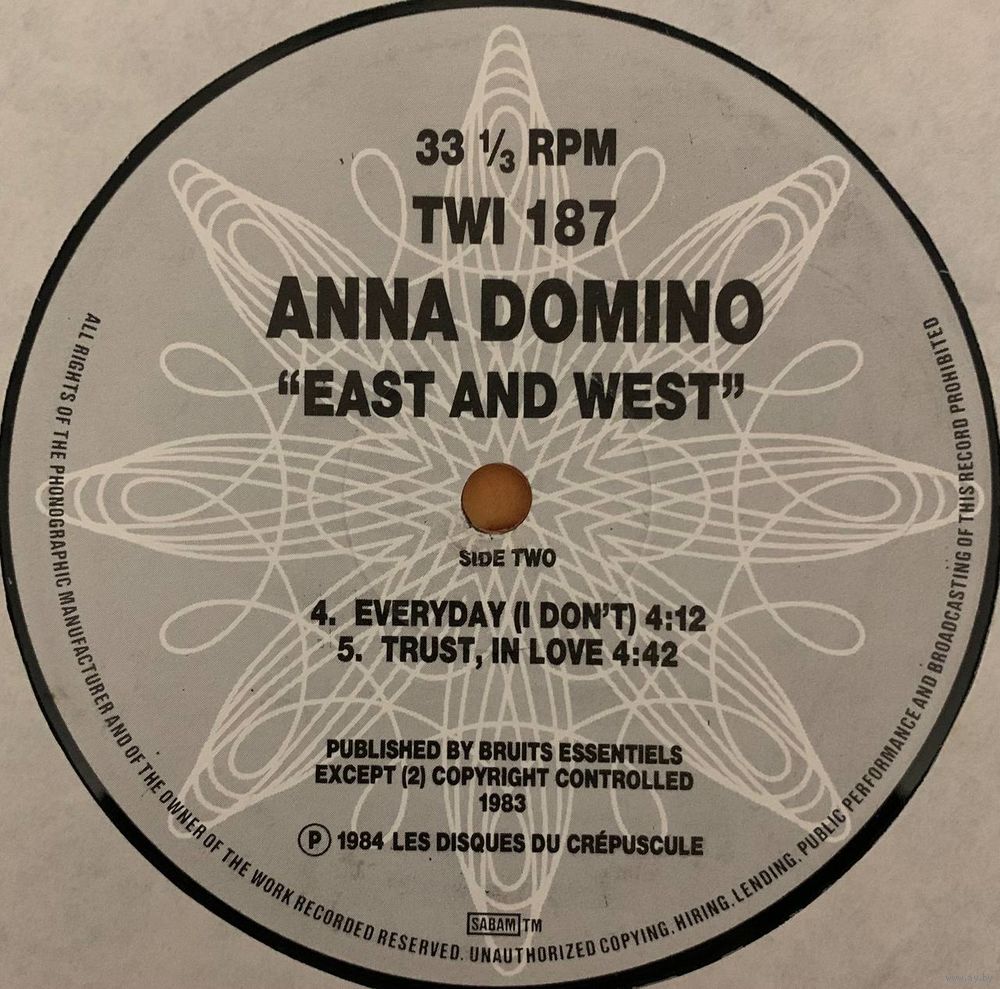 33 1/3 RPM
TWI 187
ANNA DOMINO
“EAST AND WEST”
SIDE TWO
4. EVERYDAY (I DON'T) 4:12
5. TRUST, IN LOVE 4:42
PUBLISHED BY BRUITS ESSENTIELS
EXCEPT (2) COPYRIGHT CONTROLLED
1983
Ⓟ 1984 LES DISQUES DU CRÉPUSCULE
SABAM TM
ALL RIGHTS OF THE PHONOGRAPHIC MANUFACTURER AND OF THE OWNER OF THE WORK RECORDED RESERVED. UNAUTHORIZED COPYING. HIRING. LENDING. PUBLIC PERFORMANCE AND BROADCASTING OF THIS RECORD PROHIBITED
www.ay.by